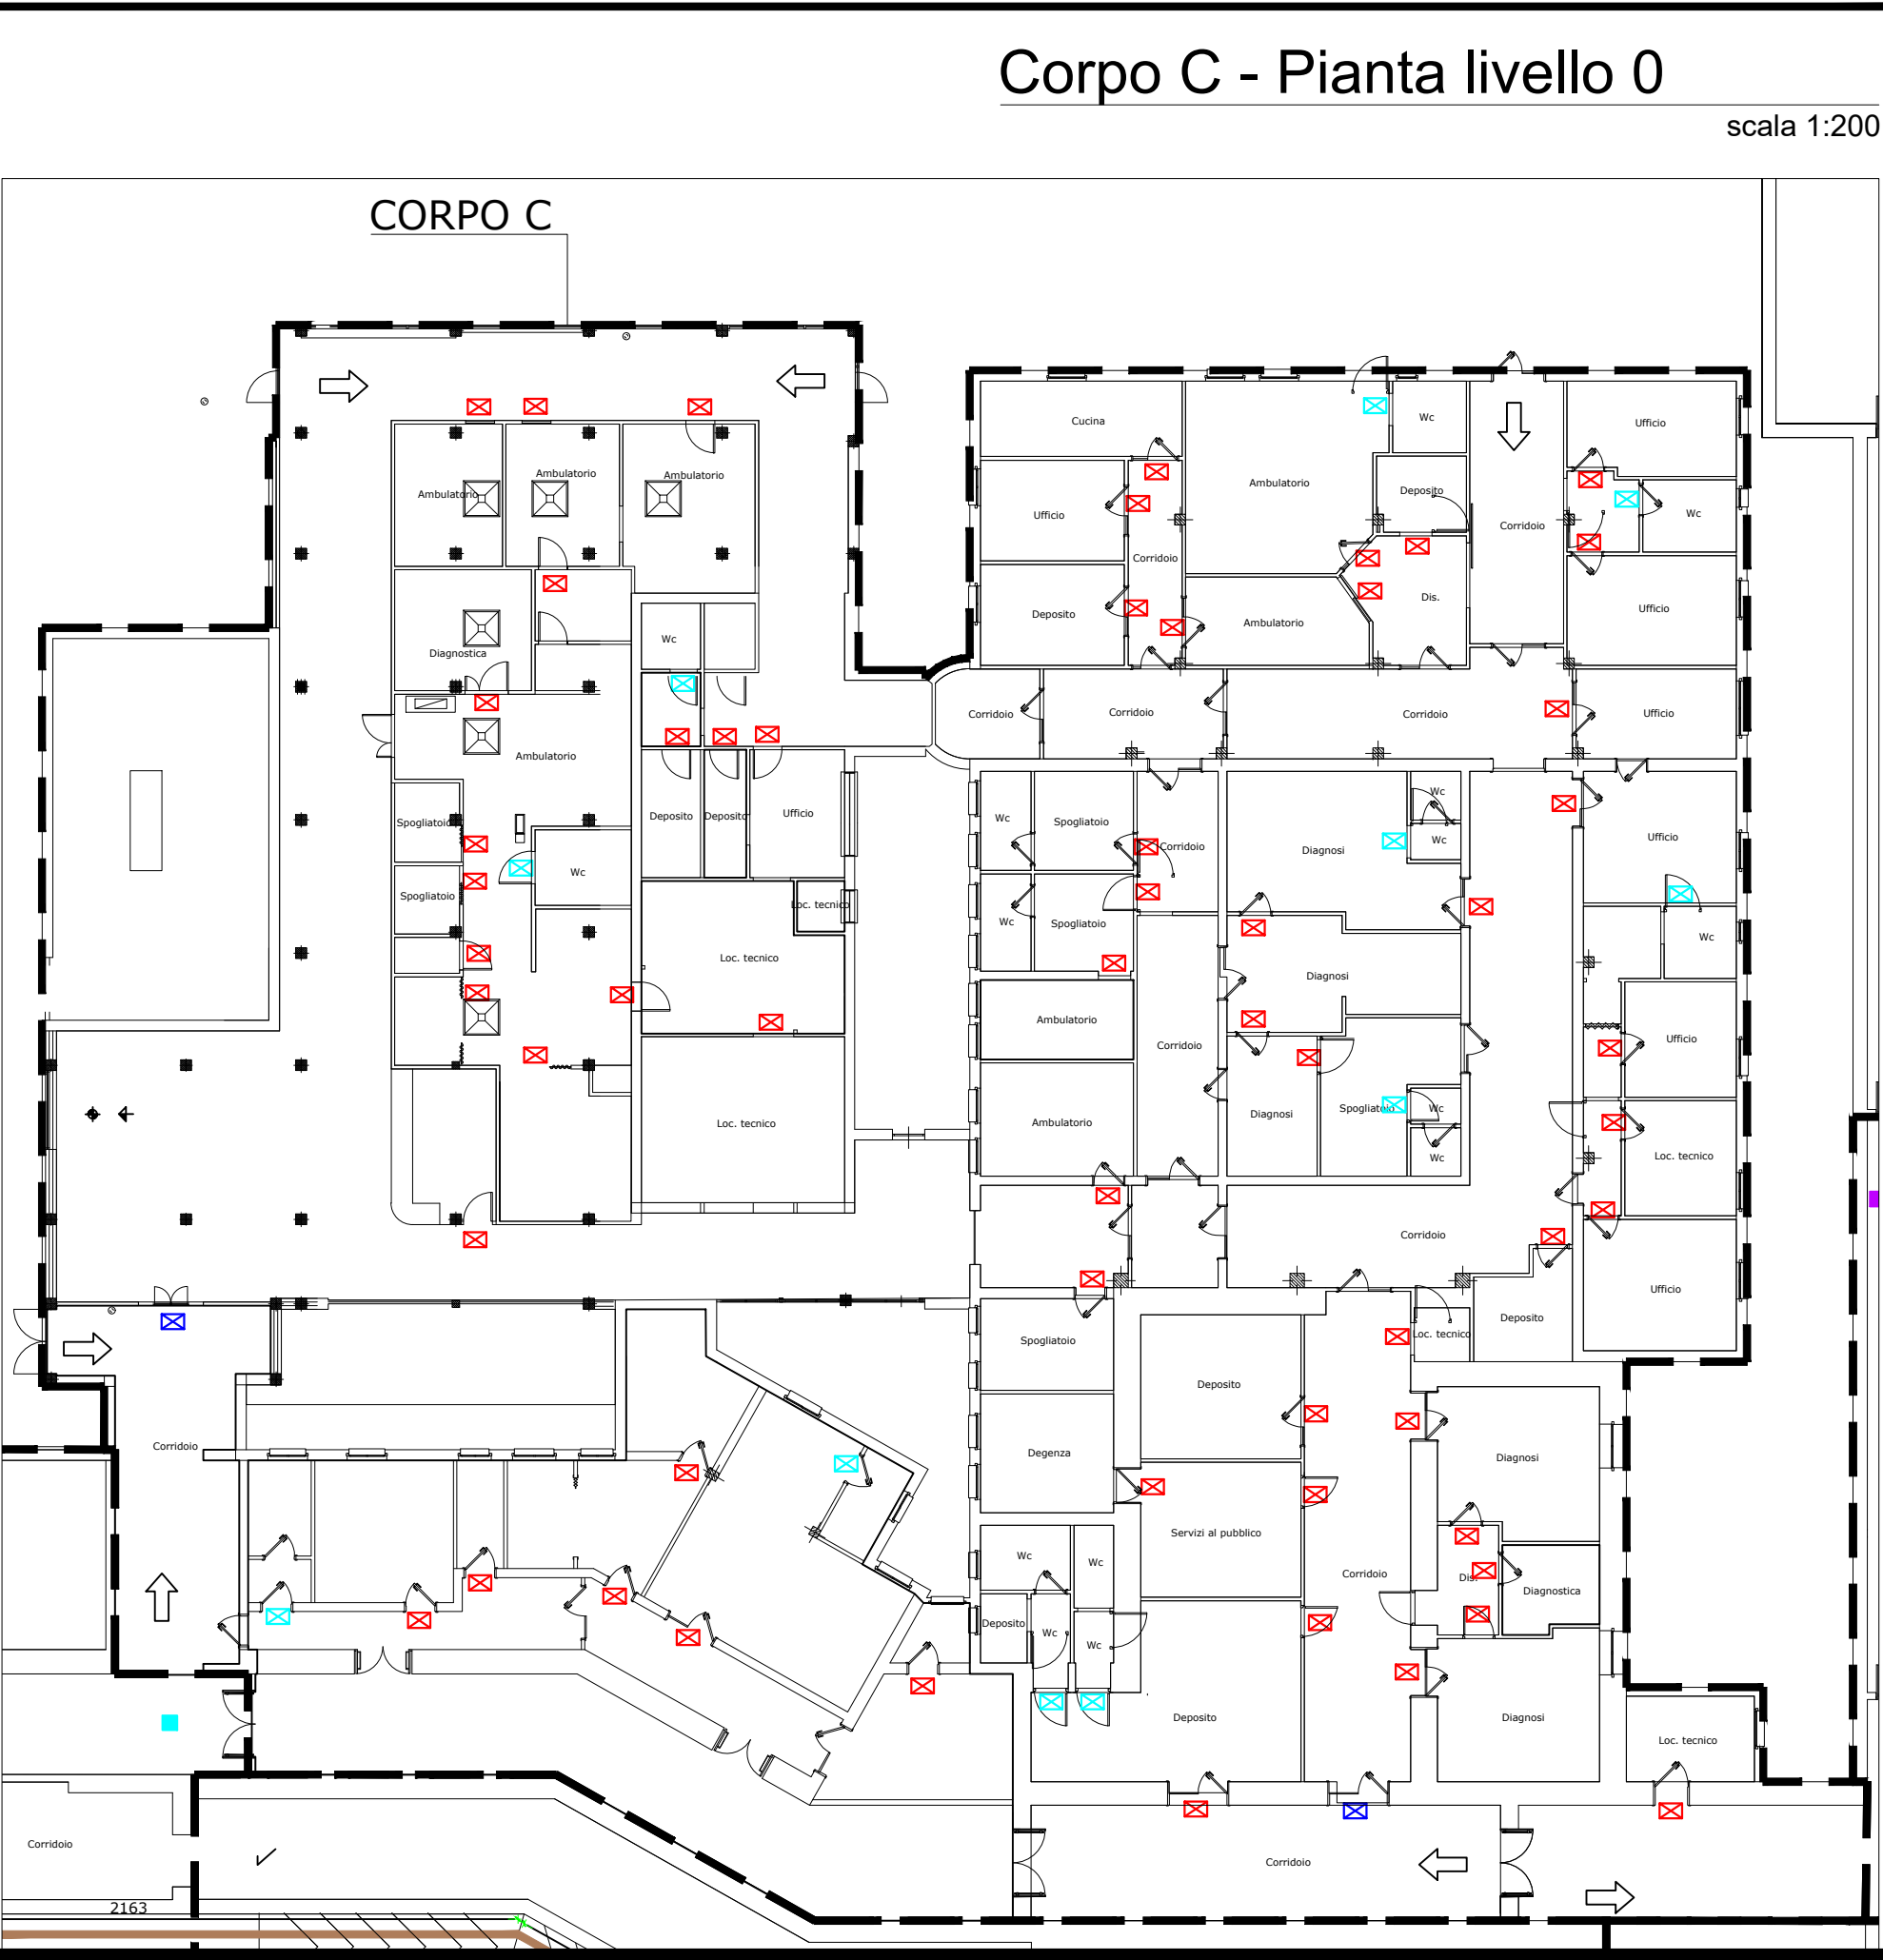 Corpo C - Pianta livello 0
scala 1:200
CORPO C
Cucina
Wc
Ufficio
Ambulatorio
Ambulatorio
Ambulatorio
Ambulatorio
Deposito
Ufficio
Corridoio
Wc
Corridoio
Dis.
Deposito
Ambulatorio
Ufficio
Wc
Diagnostica
Corridoio
Corridoio
Corridoio
Ufficio
Ambulatorio
Spogliatoio
Deposito
Deposito
Ufficio
Wc
Spogliatoio
Corridoio
Diagnosi
Wc
Wc
Ufficio
Wc
Spogliatoio
Loc. tecnico
Wc
Spogliatoio
Wc
Loc. tecnico
Diagnosi
Ambulatorio
Corridoio
Ufficio
Loc. tecnico
Ambulatorio
Diagnosi
Spogliatoio
Wc
Wc
Loc. tecnico
Corridoio
Ufficio
Spogliatoio
Loc. tecnico
Deposito
Deposito
Corridoio
Degenza
Diagnosi
Servizi al pubblico
Wc
Wc
Corridoio
Dis.
Diagnostica
Deposito
Wc
Wc
Deposito
Diagnosi
Loc. tecnico
Corridoio
Corridoio
2163